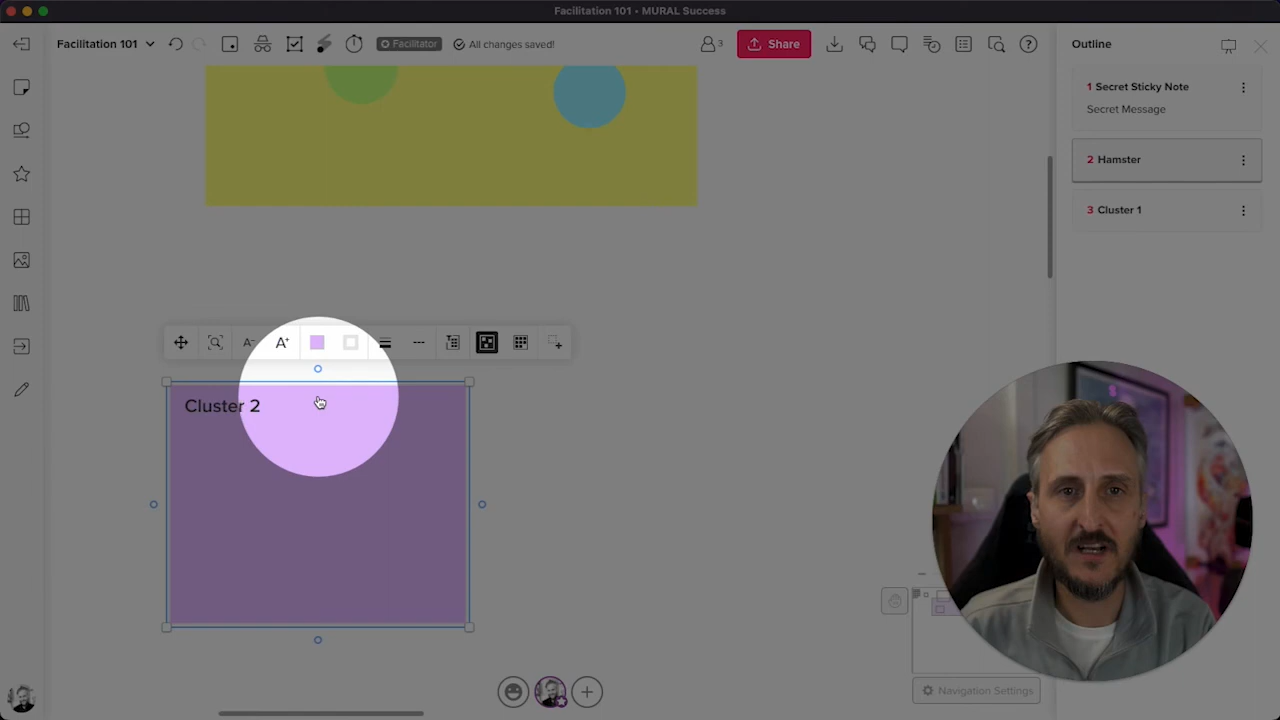 Facilitation 101 • MURAL Success
Facilitation 101
Facilitator
All changes saved!
3
Share
Outline
1 Secret Sticky Note
Secret Message
2 Hamster
3 Cluster 1
A-
A+
Cluster 2
Navigation Settings